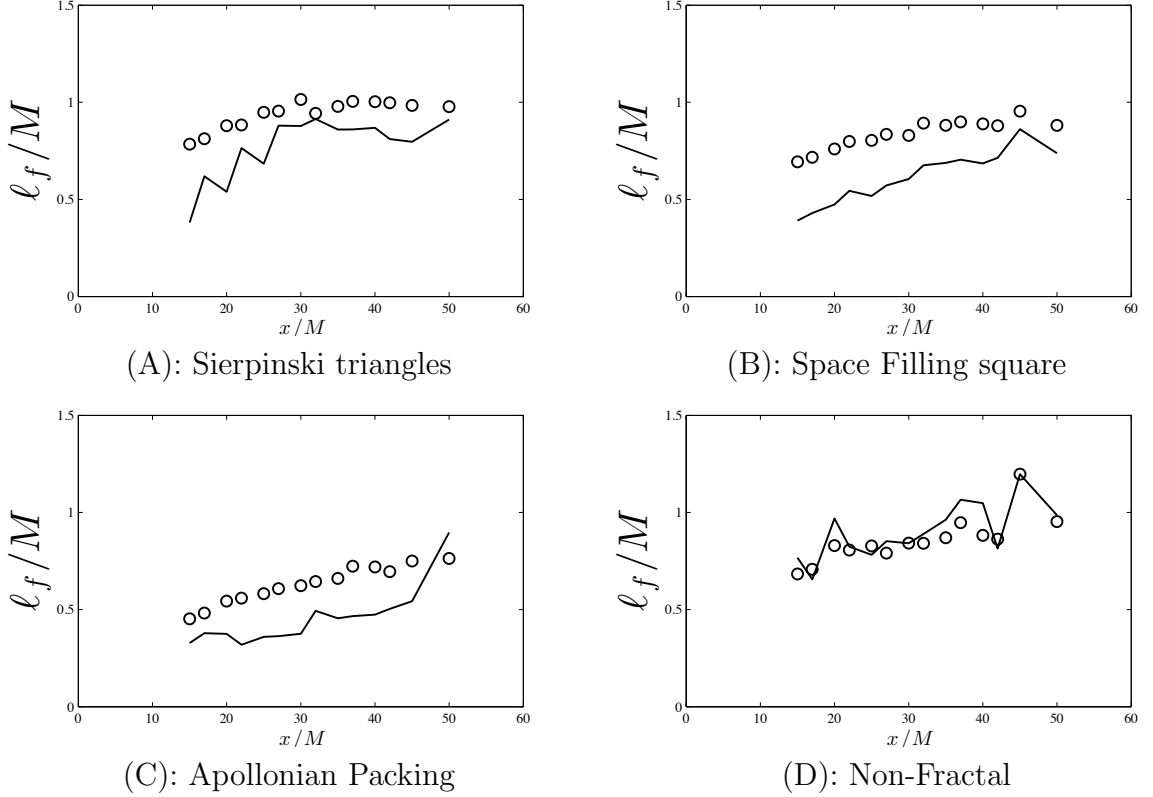 1.5
1
0.5
0
ℓ_f/M
0 10 20 30 40 50 60
x/M
(A): Sierpinski triangles
1.5
1
0.5
0
ℓ_f/M
0 10 20 30 40 50 60
x/M
(B): Space Filling square
1.5
1
0.5
0
ℓ_f/M
0 10 20 30 40 50 60
x/M
(C): Apollonian Packing
1.5
1
0.5
0
ℓ_f/M
0 10 20 30 40 50 60
x/M
(D): Non-Fractal